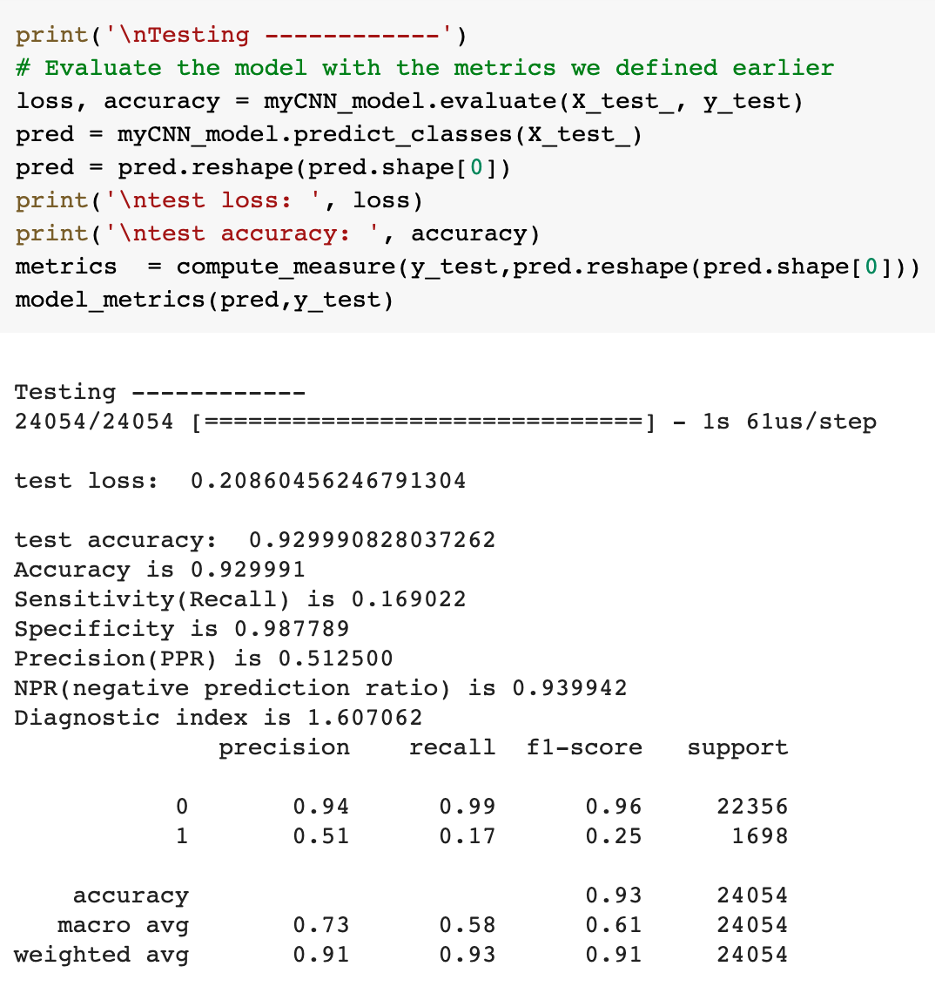 print('\nTesting ------------')
# Evaluate the model with the metrics we defined earlier
loss, accuracy = myCNN_model.evaluate(X_test_, y_test)
pred = myCNN_model.predict_classes(X_test_)
pred = pred.reshape(pred.shape[0])
print('\ntest loss: ', loss)
print('\ntest accuracy: ', accuracy)
metrics  = compute_measure(y_test,pred.reshape(pred.shape[0]))
model_metrics(pred,y_test)
Testing ------------
24054/24054 [==============================] - 1s 61us/step
test loss:  0.20860456246791304
test accuracy:  0.929990828037262
Accuracy is 0.929991
Sensitivity(Recall) is 0.169022
Specificity is 0.987789
Precision(PPR) is 0.512500
NPR(negative prediction ratio) is 0.939942
Diagnostic index is 1.607062
              precision    recall  f1-score   support
           0       0.94      0.99      0.96     22356
           1       0.51      0.17      0.25      1698
    accuracy                           0.93     24054
   macro avg       0.73      0.58      0.61     24054
weighted avg       0.91      0.93      0.91     24054